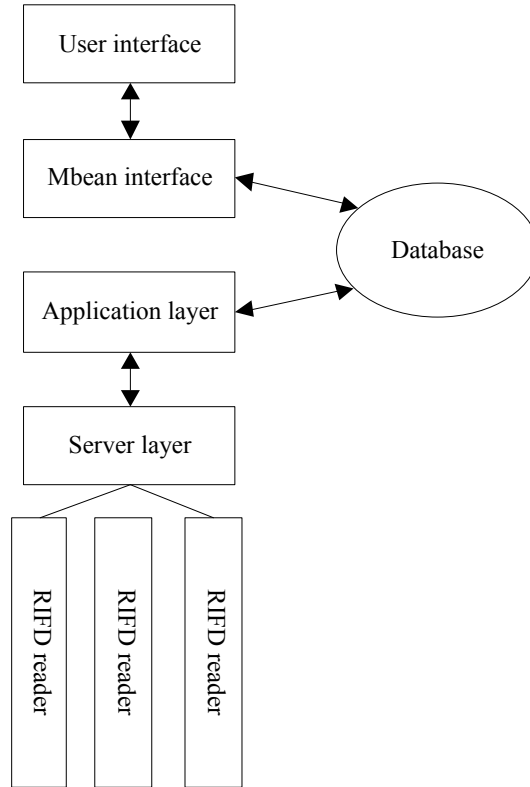 User interface
Mbean interface
Database
Application layer
Server layer
RIFD reader
RIFD reader
RIFD reader